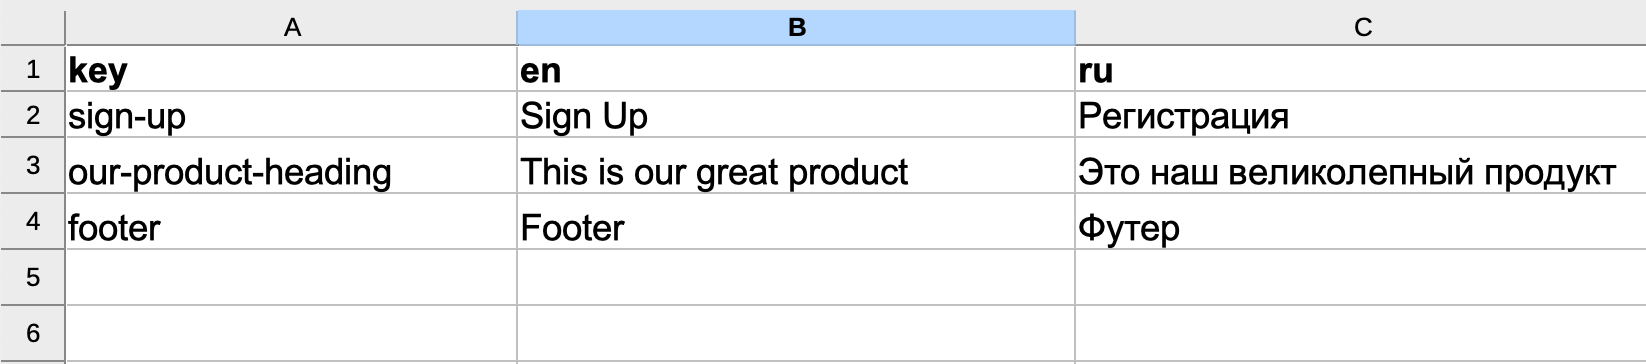 A B C
1 key en ru
2 sign-up Sign Up Регистрация
3 our-product-heading This is our great product Это наш великолепный продукт
4 footer Footer Футер
5
6